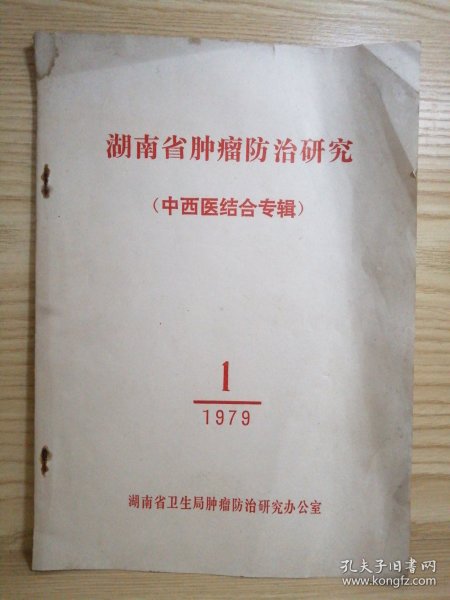 湖南省肿瘤防治研究
（中西医结合专辑）
1
1979
湖南省卫生局肿瘤防治研究办公室
孔夫子旧书网
www.kongfz.com